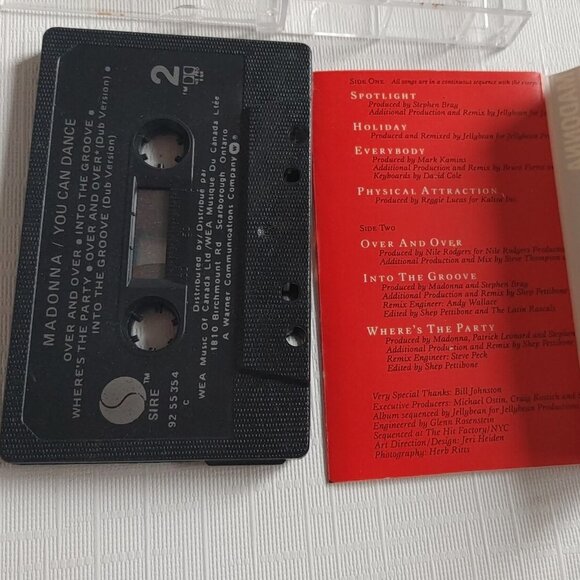 MADONNA / YOU CAN DANCE
OVER AND OVER ● INTO THE GROOVE
WHERE'S THE PARTY ● OVER AND OVER* (Dub Version) ●
INTO THE GROOVE (Dub Version)
2
SIRE ™
92 55 354
C
Distributed by/Distribué par
WEA Music Of Canada Ltd/WEA Musique Du Canada Ltée
1810 Birchmount Rd. Scarborough Ontario
A Warner Communications Company
SIDE ONE: All songs are in a continuous sequence with the
SPOTLIGHT
Produced by Stephen Bray
Additional Production and Remix by Jellybean for
HOLIDAY
Produced and Remixed by Jellybean for Jellybean
EVERYBODY
Produced by Mark Kamins
Additional Production and Remix by Bruce
Keyboards by David Cole
PHYSICAL ATTRACTION
Produced by Reggie Lucas for Kalisa Inc.
SIDE TWO
OVER AND OVER
Produced by Nile Rodgers for Nile Rodgers
Additional Production and Mix by Steve Thompson
INTO THE GROOVE
Produced by Madonna and Stephen Bray
Additional Production and Remix by Shep Pettibone
Remix Engineer: Andy Wallace
Edited by Shep Pettibone and The Latin Rascals
WHERE'S THE PARTY
Produced by Madonna, Patrick Leonard and Stephen
Additional Production and Remix by Shep Pettibone
Remix Engineer: Steve Peck
Edited by Shep Pettibone
Very Special Thanks: Bill Johnston
Executive Producers: Michael Ostin, Craig Kostich and
Album sequenced by Jellybean for Jellybean Productions
Engineered by Glenn Rosenstein
Sequenced at The Hit Factory/NYC
Art Direction/Design: Jeri Heiden
Photography: Herb Ritts